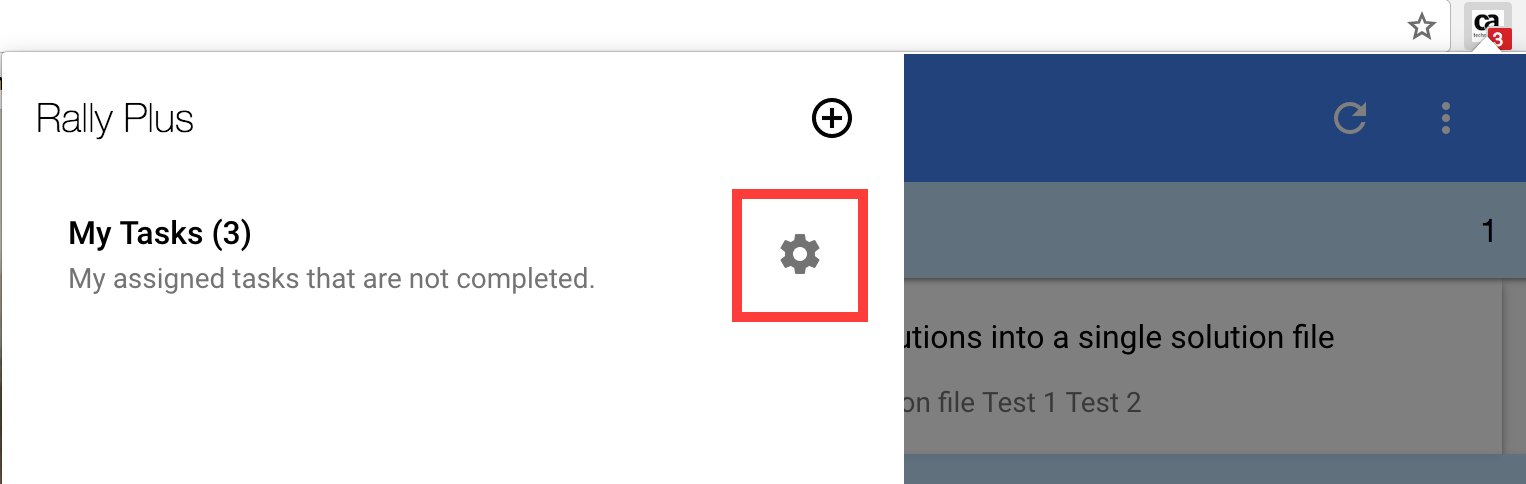 ca
3
Rally Plus
My Tasks (3)
My assigned tasks that are not completed.
1
utions into a single solution file
on file Test 1 Test 2